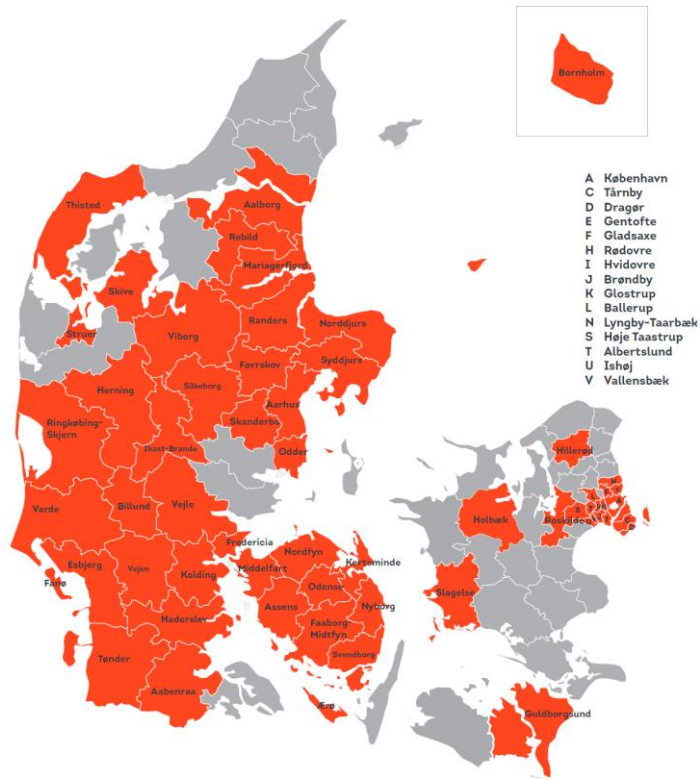 Bornholm
A København
C Tårnby
D Dragør
E Gentofte
F Gladsaxe
H Rødovre
I Hvidovre
J Brøndby
K Glostrup
L Ballerup
N Lyngby-Taarbæk
S Høje Taastrup
T Albertslund
U Ishøj
V Vallensbæk
Thisted
Aalborg
Rebild
Mariagerfjord
Skive
Struer
Viborg
Randers
Norddjurs
Favrskov
Syddjurs
Herning
Silkeborg
Aarhus
Ringkøbing-
Skjern
Skanderbo
Ikast-Brande
Odder
Hillerød
Holbæk
Roskilde
Varde
Billund
Vejle
Fredericia
Nordfyn
Kerteminde
Middelfart
Esbjerg
Fanø
Vejen
Kolding
Odense
Slagelse
Assens
Nyborg
Haderslev
Faaborg-
Midtfyn
Tønder
Svendborg
Aabenraa
Ærø
Guldborgsund